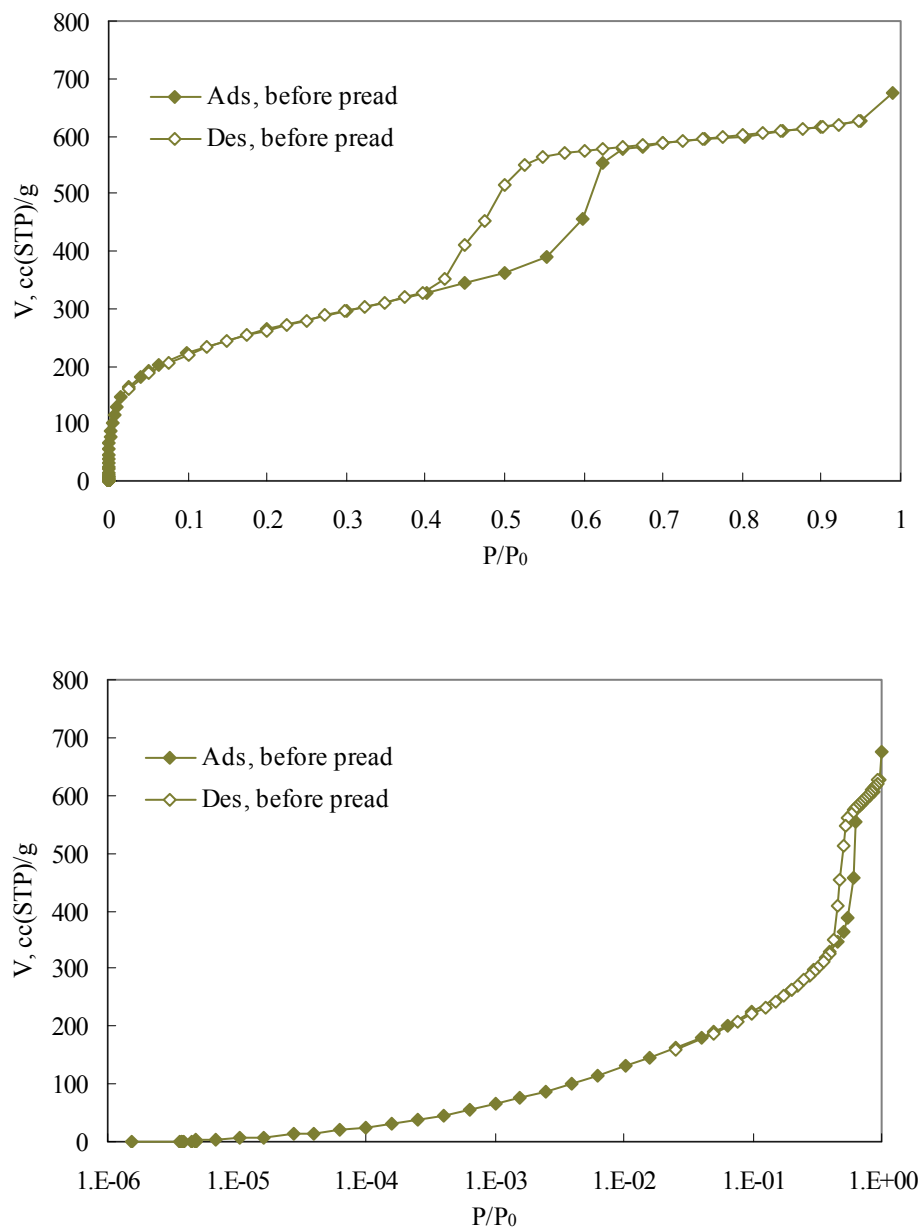 800
700
600
500
400
300
200
100
0
V, cc(STP)/g
Ads, before pread
Des, before pread
0 0.1 0.2 0.3 0.4 0.5 0.6 0.7 0.8 0.9 1
P/P₀
800
700
600
500
400
300
200
100
0
V, cc(STP)/g
Ads, before pread
Des, before pread
1.E-06 1.E-05 1.E-04 1.E-03 1.E-02 1.E-01 1.E+00
P/P₀